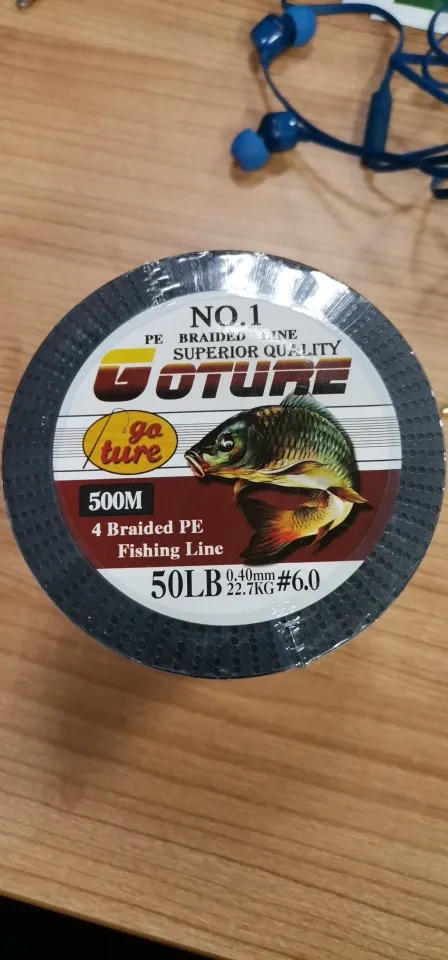 NO.1
PE BRAIDED LINE
SUPERIOR QUALITY
GOTURE
go
ture
500M
4 Braided PE
Fishing Line
50LB 0.40mm 22.7KG #6.0